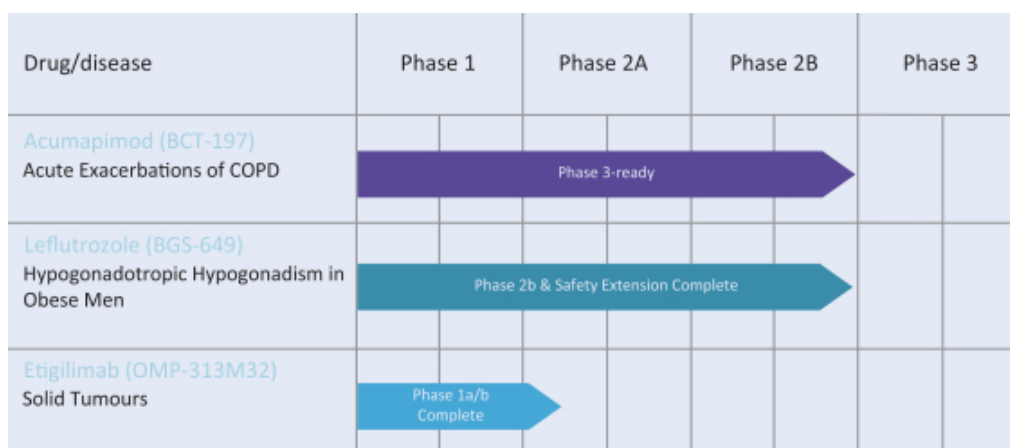 Drug/disease
Phase 1
Phase 2A
Phase 2B
Phase 3
Acumapimod (BCT-197)
Acute Exacerbations of COPD
Phase 3-ready
Leflutrozole (BGS-649)
Hypogonadotropic Hypogonadism in
Obese Men
Phase 2b & Safety Extension Complete
Etigilimab (OMP-313M32)
Solid Tumours
Phase 1a/b
Complete